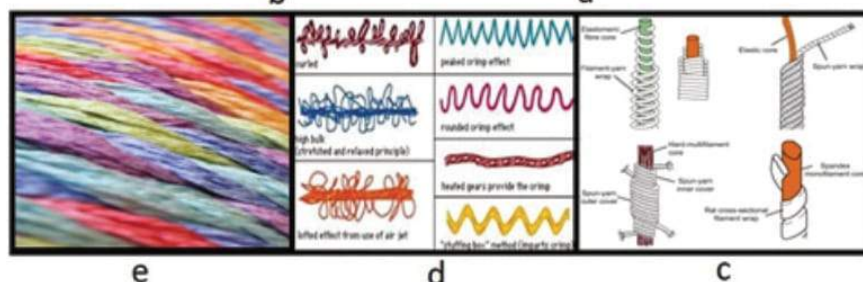 curled
peaked crimp effect
high bulk
(stretched and relaxed principle)
rounded crimp effect
heated gears provide the crimp
lofted effect from use of air jet
"stuffing box" method (imparts crimp)
Elastomeric
fibre core
Filament-yarn
wrap
Elastic core
Spun-yarn wrap
Hard multifilament
core
Spun-yarn
inner cover
Spun-yarn
outer cover
Spandex
monofilament core
Flat cross-sectional
filament wrap
e
d
c